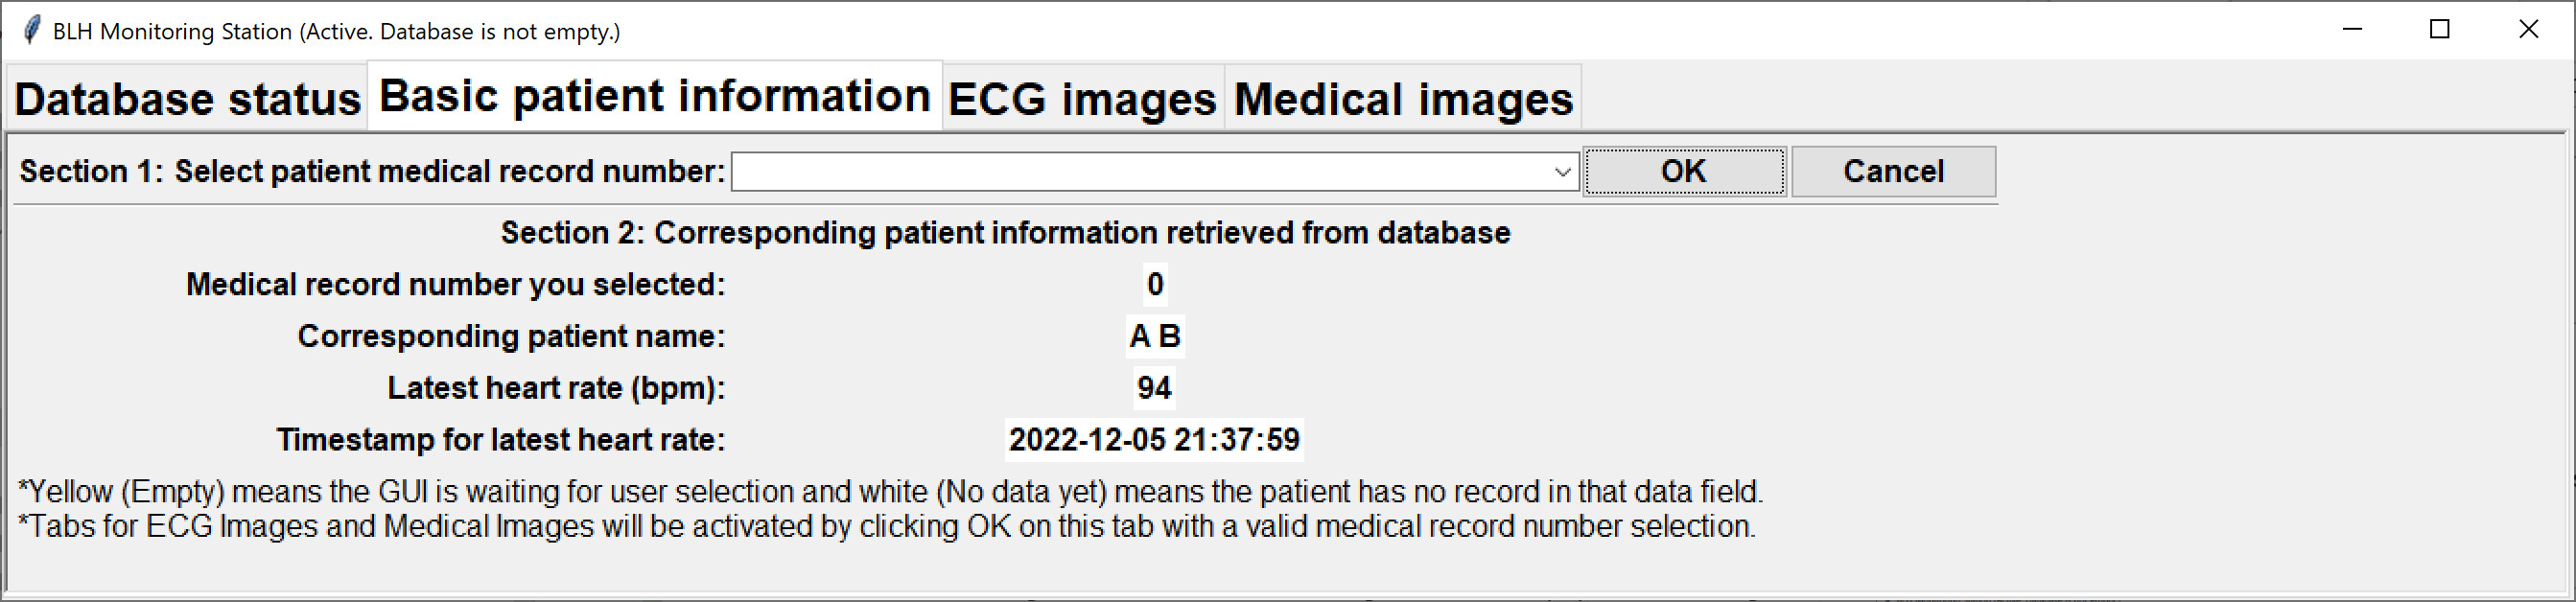 BLH Monitoring Station (Active. Database is not empty.)
Database status Basic patient information ECG images Medical images
Section 1: Select patient medical record number: OK Cancel
Section 2: Corresponding patient information retrieved from database
Medical record number you selected: 0
Corresponding patient name: A B
Latest heart rate (bpm): 94
Timestamp for latest heart rate: 2022-12-05 21:37:59
*Yellow (Empty) means the GUI is waiting for user selection and white (No data yet) means the patient has no record in that data field.
*Tabs for ECG Images and Medical Images will be activated by clicking OK on this tab with a valid medical record number selection.